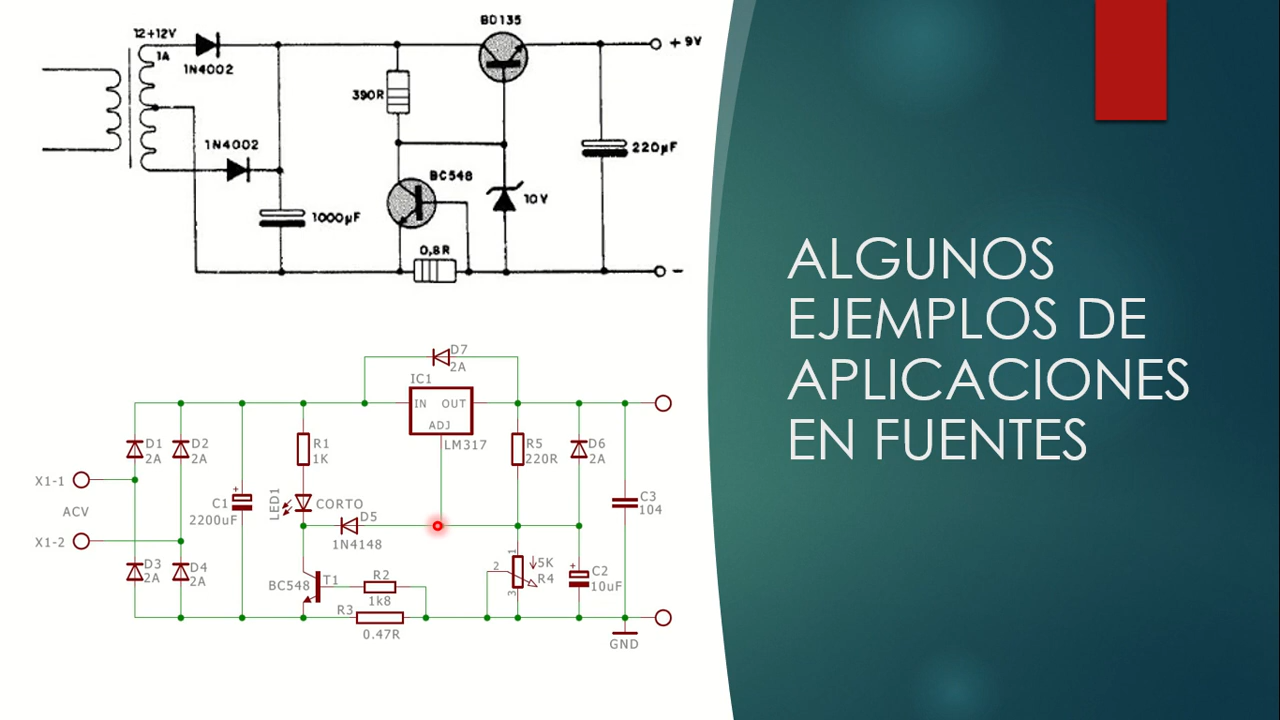 12+12V
1A
1N4002
1N4002
1000µF
390R
BC548
0,8R
BD135
10V
220µF
+ 9V
-
D7
2A
IC1
IN OUT
ADJ
LM317
D1
2A
D2
2A
X1-1
ACV
X1-2
D3
2A
D4
2A
+
C1
2200uF
R1
1K
LED1
CORTO
D5
1N4148
BC548
T1
R2
1k8
R3
0.47R
R5
220R
D6
2A
1
2
3
5K
R4
+
C2
10uF
C3
104
GND
ALGUNOS
EJEMPLOS DE
APLICACIONES
EN FUENTES